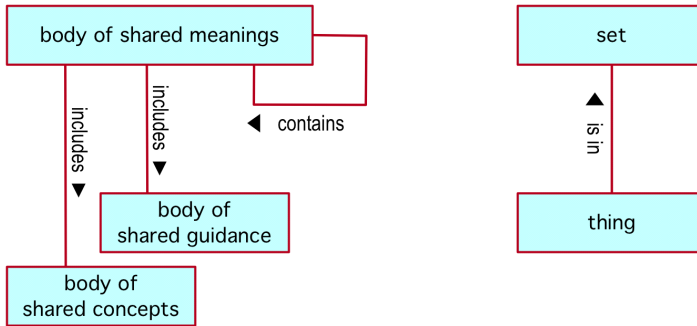 body of shared meanings
set
includes
includes
contains
is in
body of
shared guidance
thing
body of
shared concepts